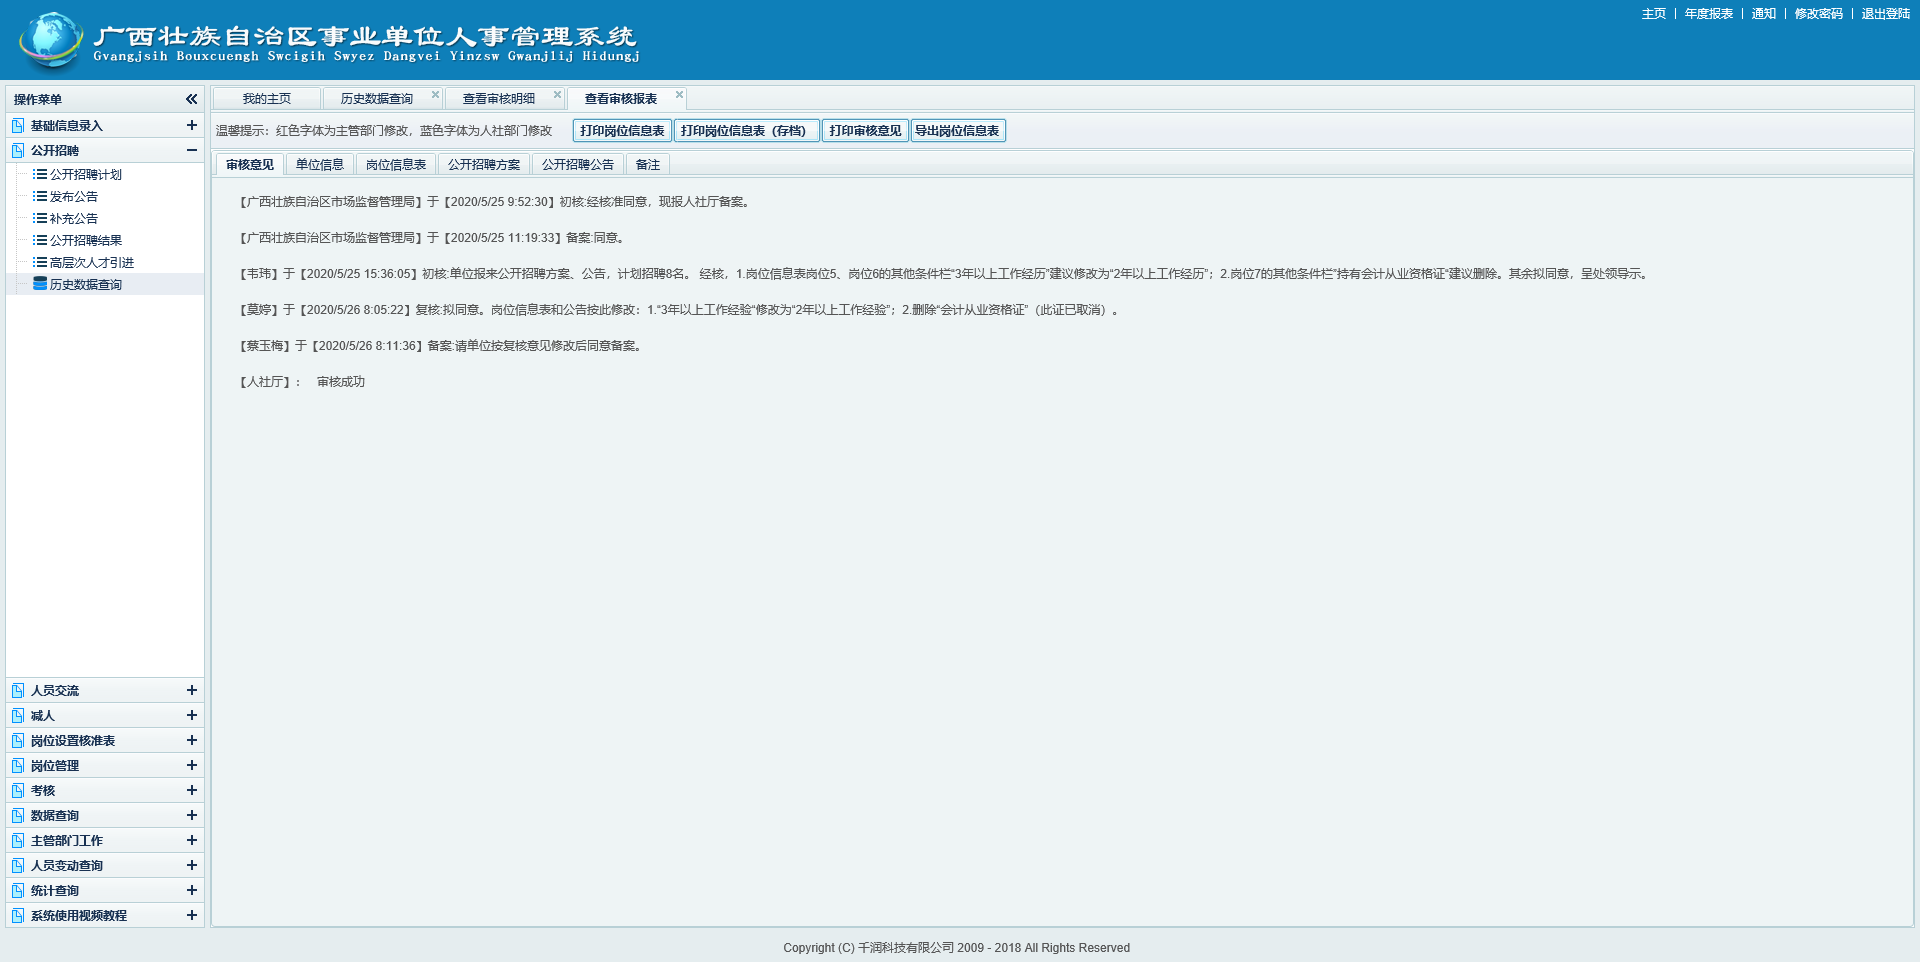 主页 | 年度报表 | 通知 | 修改密码 | 退出登陆
广西壮族自治区事业单位人事管理系统
Gvangjsih Bouxcuengh Swcigih Swyez Dangvei Yinzsw Gwanjlij Hidungj
操作菜单
基础信息录入
公开招聘
公开招聘计划
发布公告
补充公告
公开招聘结果
高层次人才引进
历史数据查询
人员交流
减人
岗位设置核准表
岗位管理
考核
数据查询
主管部门工作
人员变动查询
统计查询
系统使用视频教程
我的主页 历史数据查询 查看审核明细 查看审核报表
温馨提示：红色字体为主管部门修改，蓝色字体为人社部门修改 打印岗位信息表 打印岗位信息表（存档） 打印审核意见 导出岗位信息表
审核意见 单位信息 岗位信息表 公开招聘方案 公开招聘公告 备注
【广西壮族自治区市场监督管理局】于【2020/5/25 9:52:30】初核:经核准同意，现报人社厅备案。
【广西壮族自治区市场监督管理局】于【2020/5/25 11:19:33】备案:同意。
【韦玮】于【2020/5/25 15:36:05】初核:单位报来公开招聘方案、公告，计划招聘8名。 经核，1.岗位信息表岗位5、岗位6的其他条件栏“3年以上工作经历”建议修改为“2年以上工作经历”；2.岗位7的其他条件栏”持有会计从业资格证“建议删除。其余拟同意，呈处领导示。
【莫婷】于【2020/5/26 8:05:22】复核:拟同意。岗位信息表和公告按此修改：1.“3年以上工作经验“修改为“2年以上工作经验”；2.删除“会计从业资格证”（此证已取消）。
【蔡玉梅】于【2020/5/26 8:11:36】备案:请单位按复核意见修改后同意备案。
【人社厅】： 审核成功
Copyright (C) 千润科技有限公司 2009 - 2018 All Rights Reserved